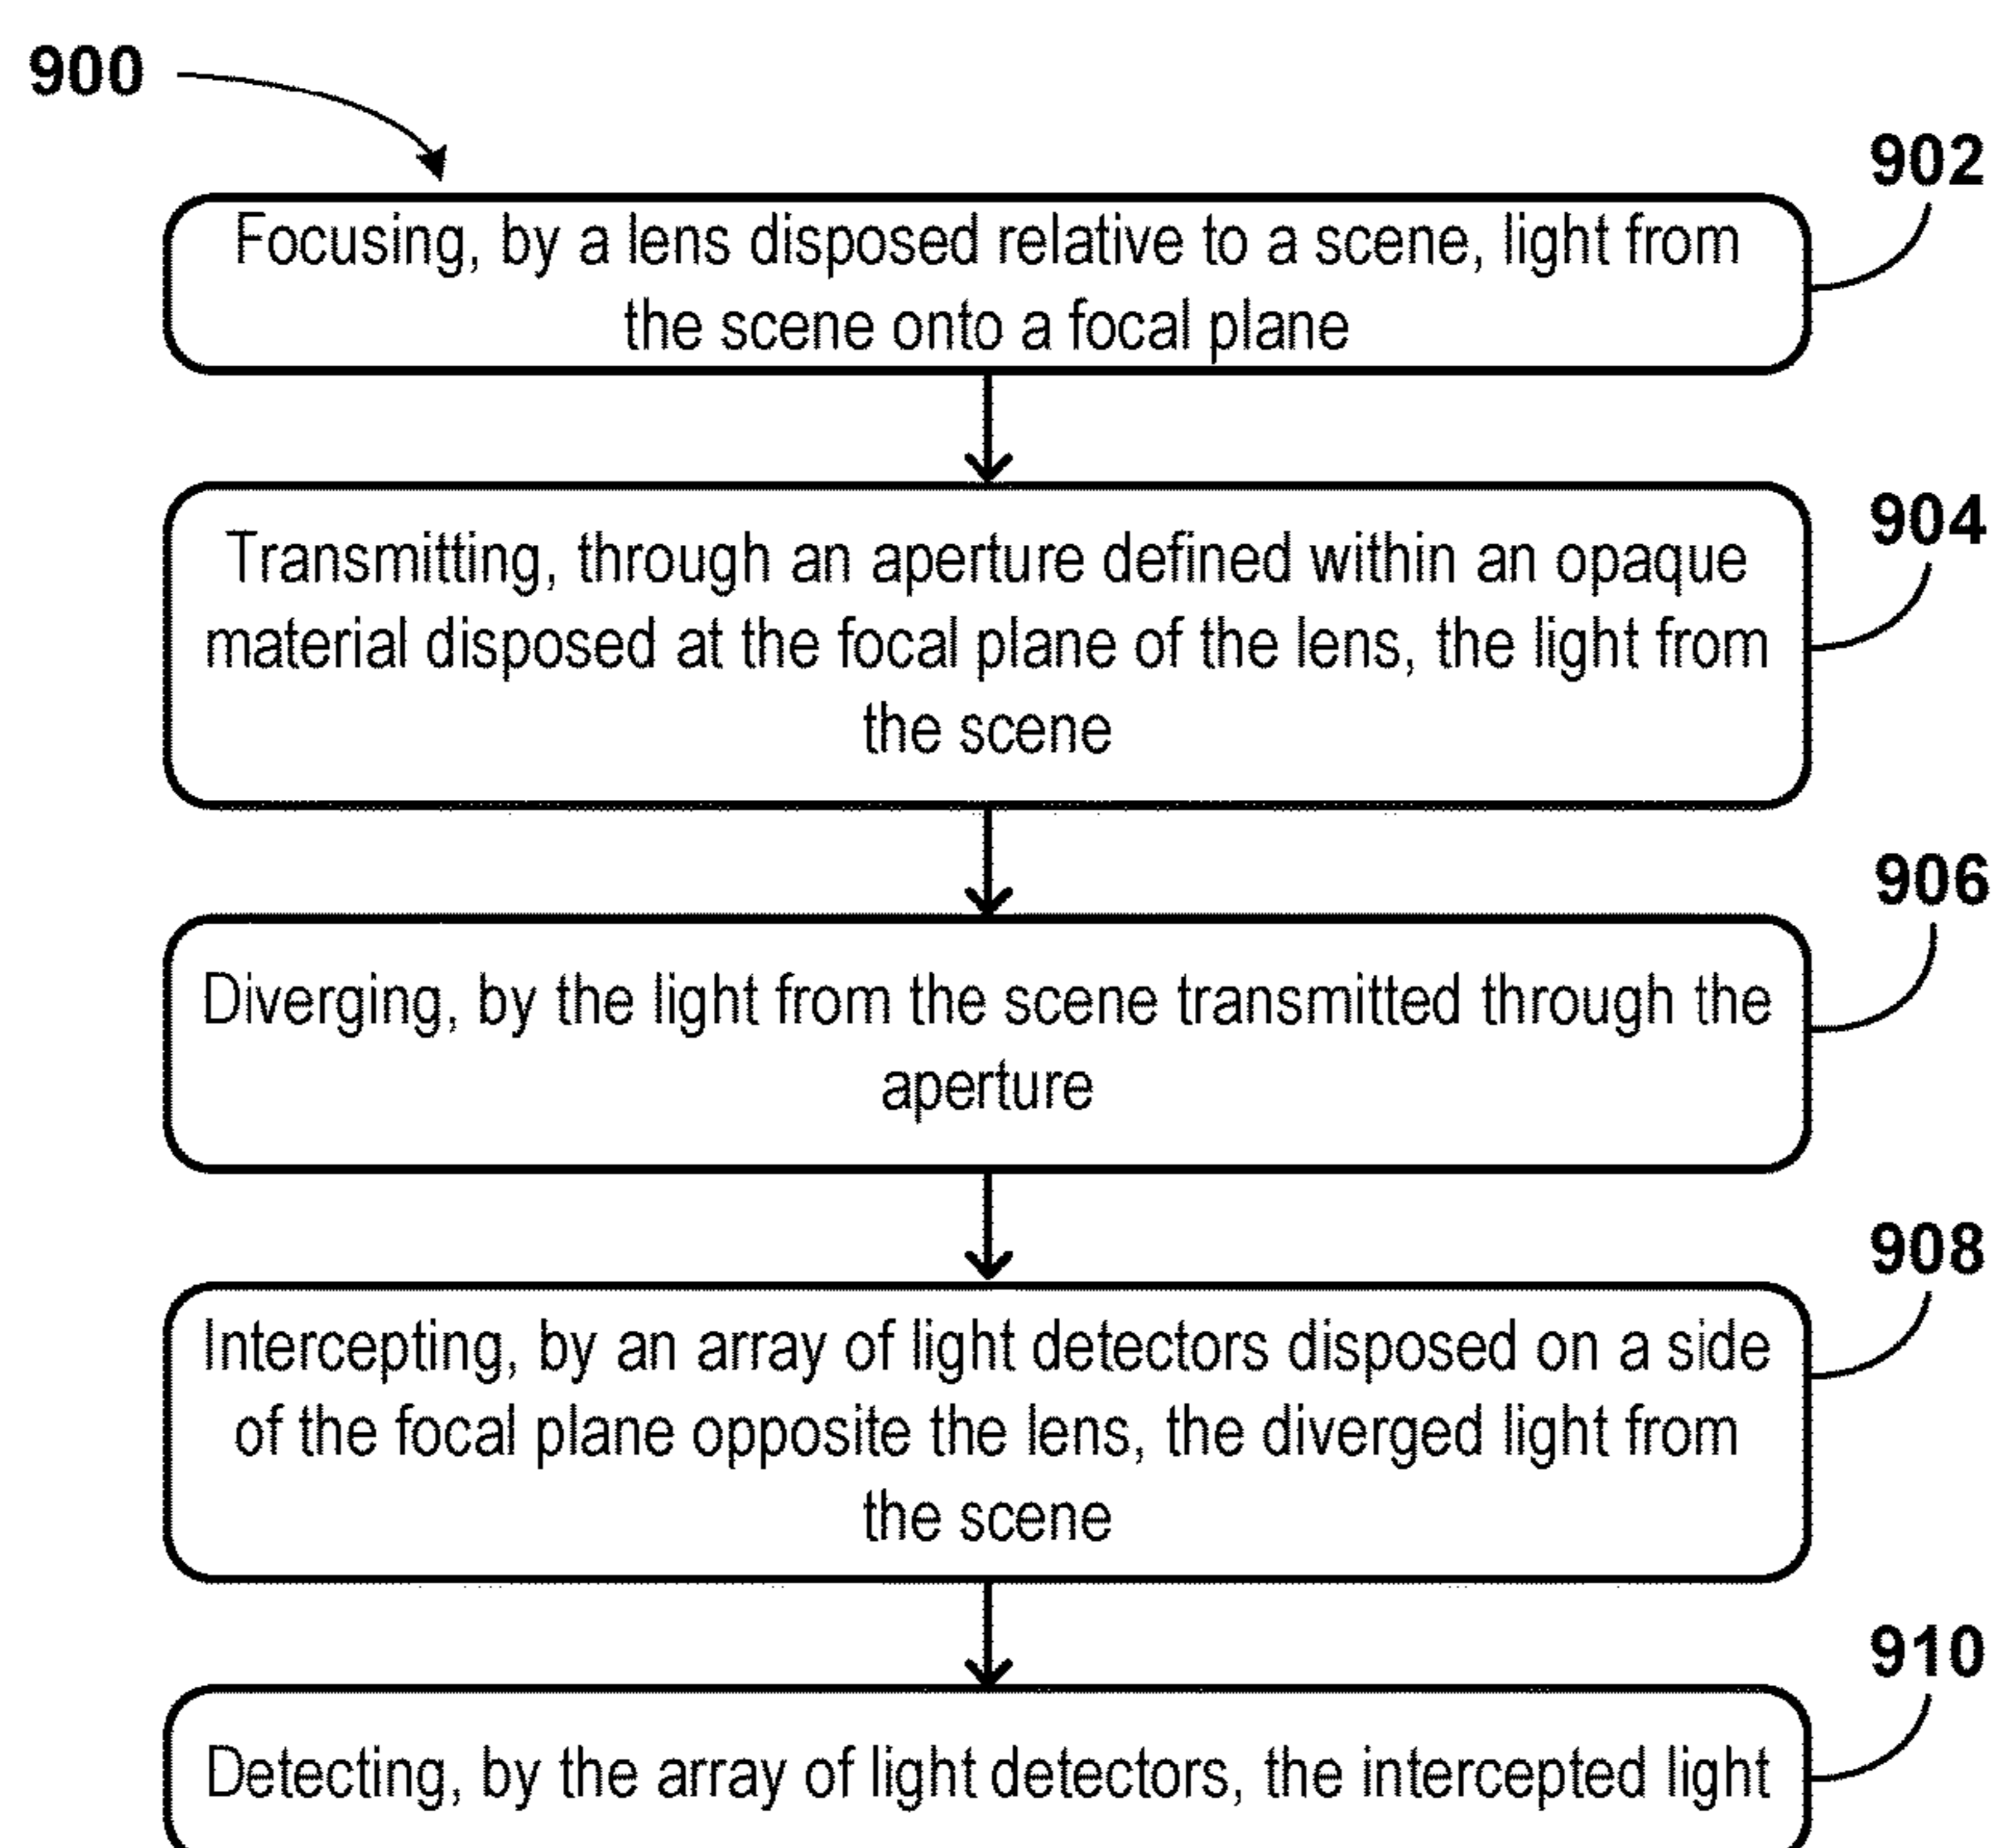 900
902
Focusing, by a lens disposed relative to a scene, light from
the scene onto a focal plane
904
Transmitting, through an aperture defined within an opaque
material disposed at the focal plane of the lens, the light from
the scene
906
Diverging, by the light from the scene transmitted through the
aperture
908
Intercepting, by an array of light detectors disposed on a side
of the focal plane opposite the lens, the diverged light from
the scene
910
Detecting, by the array of light detectors, the intercepted light